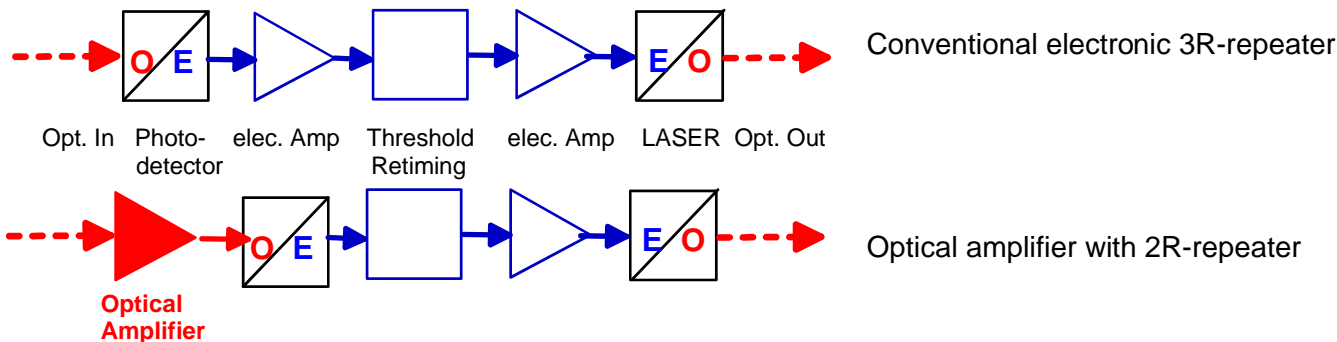 O E E O Conventional electronic 3R-repeater
Opt. In Photo- elec. Amp Threshold elec. Amp LASER Opt. Out
detector Retiming
O E E O Optical amplifier with 2R-repeater
Optical
Amplifier